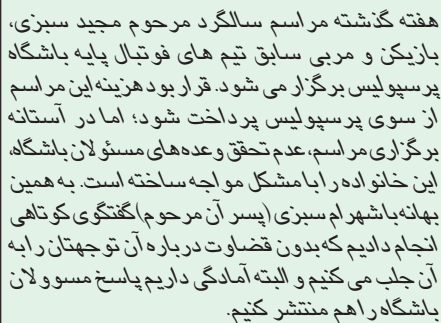 هفته گذشته مراسم سالگرد مرحوم مجید سبزی،
بازیکن و مربی سابق تیم های فوتبال پایه باشگاه
پرسپولیس برگزار می شود. قرار بود هزینه این مراسم
از سوی پرسپولیس پرداخت شود؛ اما در آستانه
برگزاری مراسم، عدم تحقق وعده‌های مسئولان باشگاه،
این خانواده را با مشکل مواجه ساخته است. به همین
بهانه با شهرام سبزی (پسر آن مرحوم) گفتگوی کوتاهی
انجام دادیم که بدون قضاوت درباره آن توجهتان را به
آن جلب می کنیم و البته آمادگی داریم پاسخ مسوولان
باشگاه را هم منتشر کنیم.